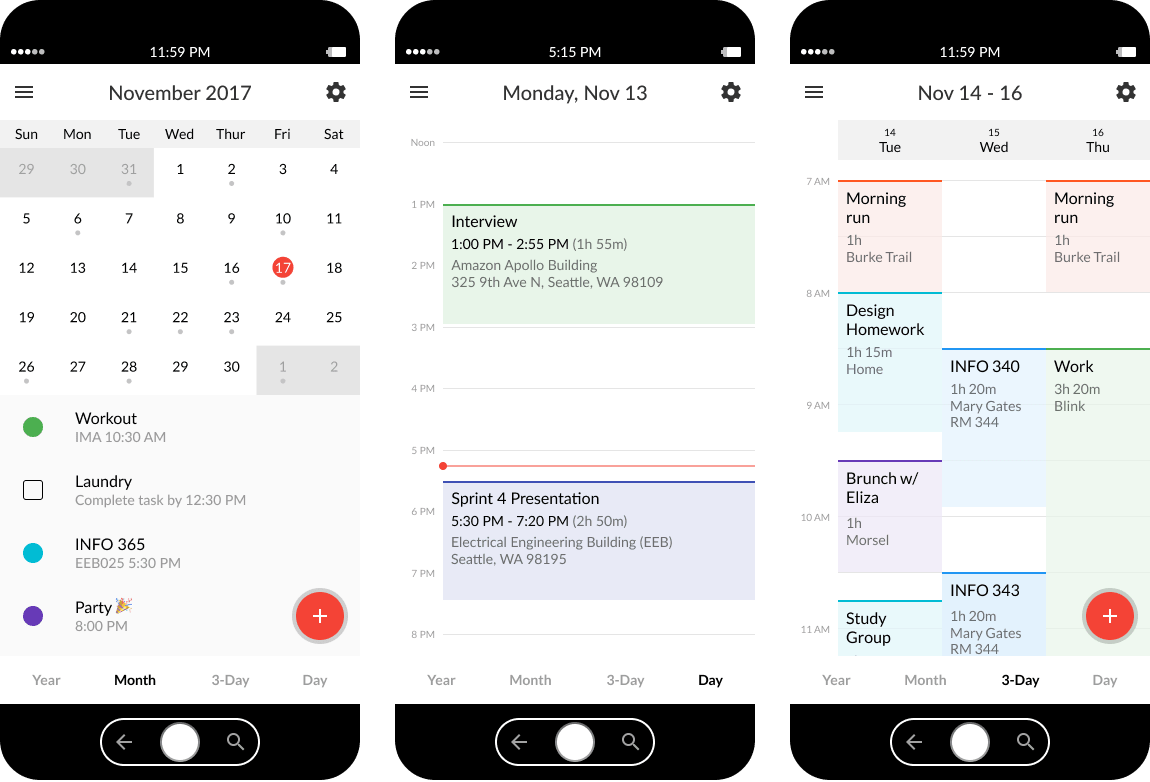 11:59 PM
November 2017
Sun Mon Tue Wed Thur Fri Sat
29 30 31 1 2 3 4
5 6 7 8 9 10 11
12 13 14 15 16 17 18
19 20 21 22 23 24 25
26 27 28 29 30 1 2
Workout
IMA 10:30 AM
Laundry
Complete task by 12:30 PM
INFO 365
EEB025 5:30 PM
Party 🎉
8:00 PM
+
Year Month 3-Day Day
5:15 PM
Monday, Nov 13
Noon
1 PM
Interview
1:00 PM - 2:55 PM (1h 55m)
Amazon Apollo Building
2 PM
325 9th Ave N, Seattle, WA 98109
3 PM
4 PM
5 PM
Sprint 4 Presentation
6 PM
5:30 PM - 7:20 PM (2h 50m)
Electrical Engineering Building (EEB)
Seattle, WA 98195
7 PM
8 PM
Year Month 3-Day Day
11:59 PM
Nov 14 - 16
14 15 16
Tue Wed Thu
7 AM
8 AM
9 AM
10 AM
11 AM
Morning
run
1h
Burke Trail
Design
Homework
1h 15m
Home
Brunch w/
Eliza
1h
Morsel
Study
Group
INFO 340
1h 20m
Mary Gates
RM 344
INFO 343
1h 20m
Mary Gates
RM 344
Morning
run
1h
Burke Trail
Work
3h 20m
Blink
+
Year Month 3-Day Day